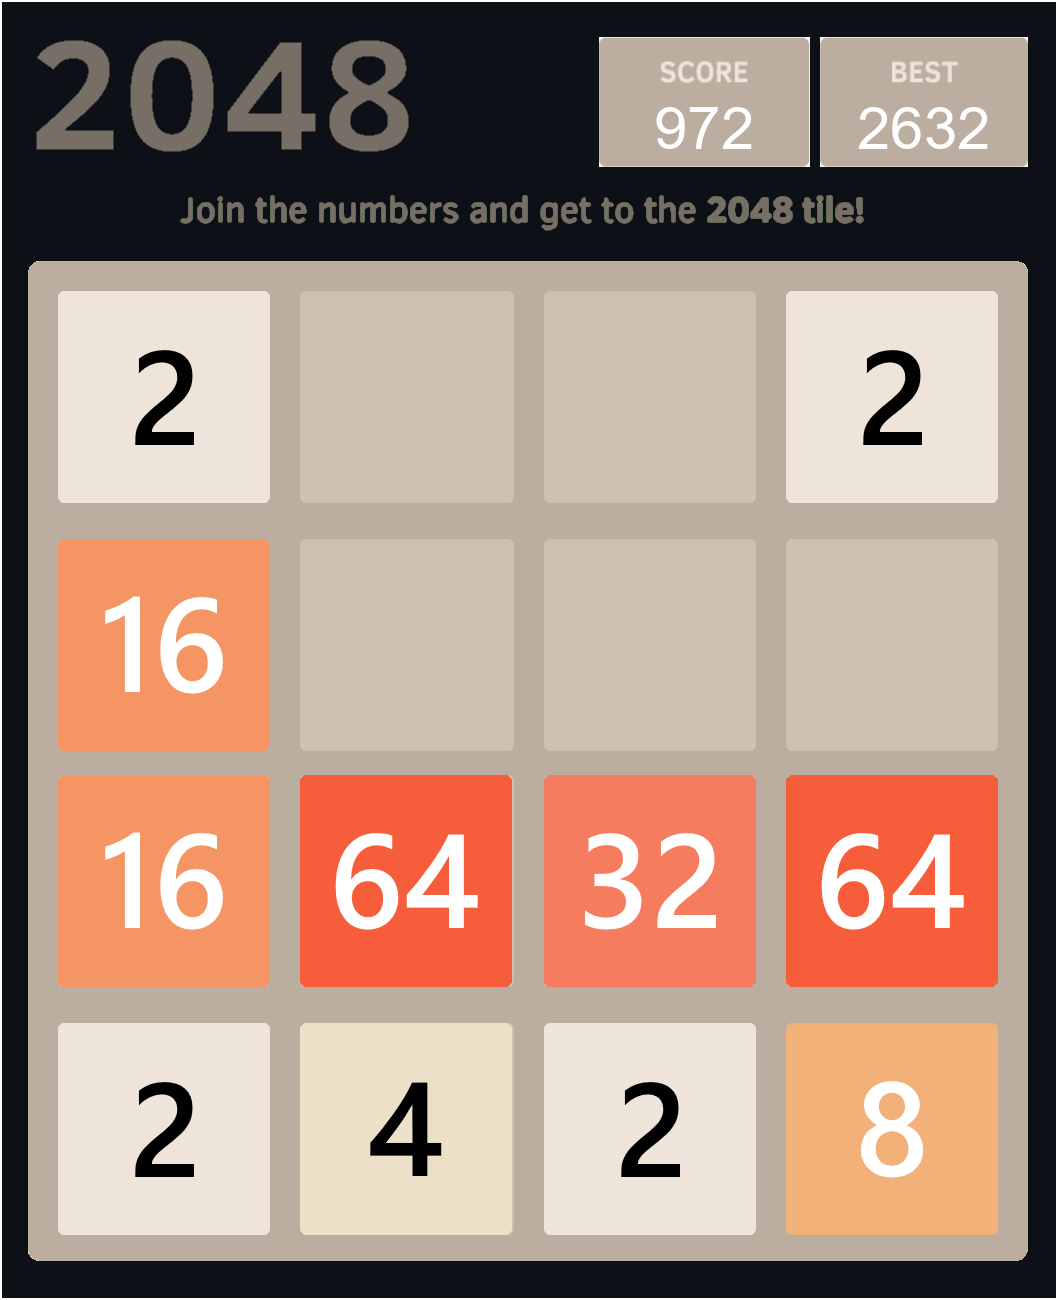 2048
SCORE BEST
972 2632
Join the numbers and get to the 2048 tile!
2 2
16
16 64 32 64
2 4 2 8